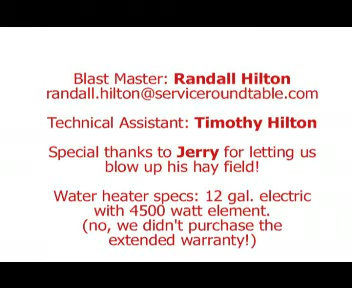 Blast Master: Randall Hilton
randall.hilton@serviceroundtable.com
Technical Assistant: Timothy Hilton
Special thanks to Jerry for letting us
blow up his hay field!
Water heater specs: 12 gal. electric
with 4500 watt element.
(no, we didn't purchase the
extended warranty!)